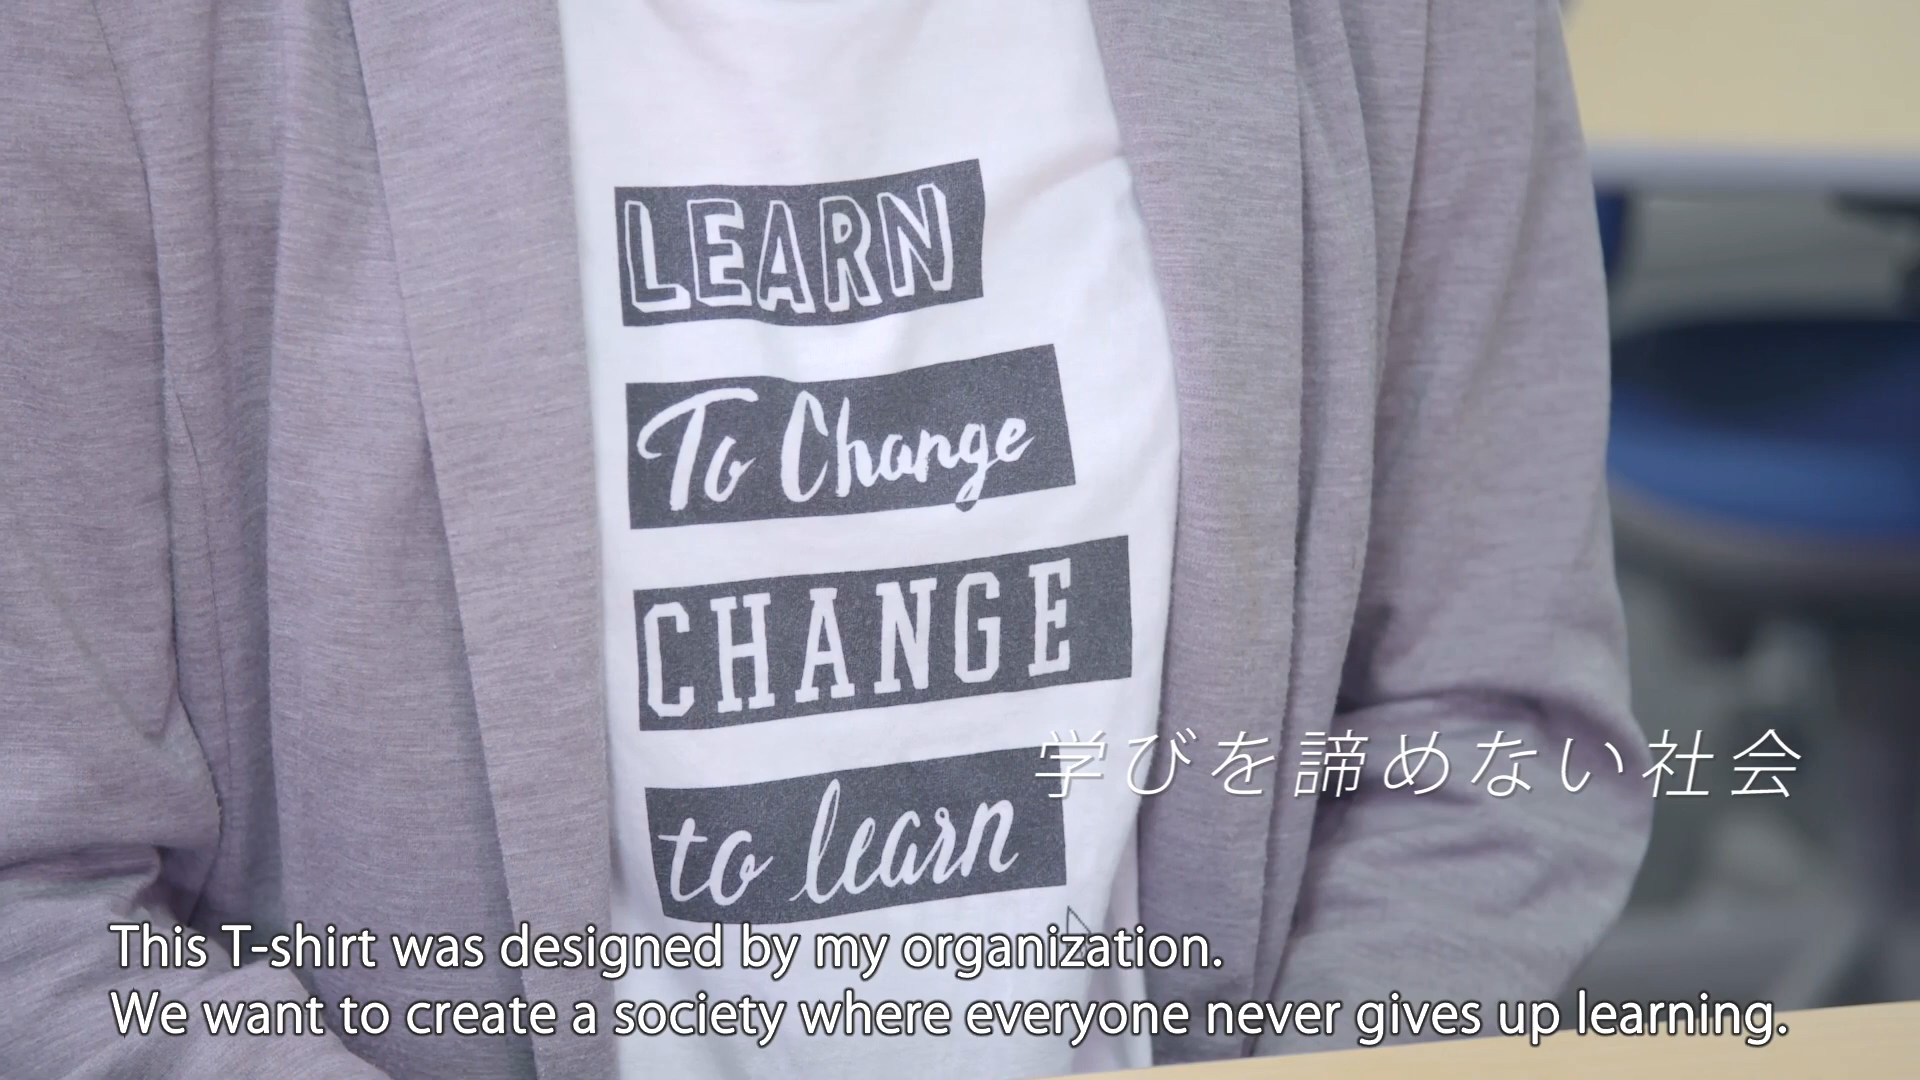 LEARN
To Change
CHANGE
to learn
学びを諦めない社会
This T-shirt was designed by my organization.
We want to create a society where everyone never gives up learning.